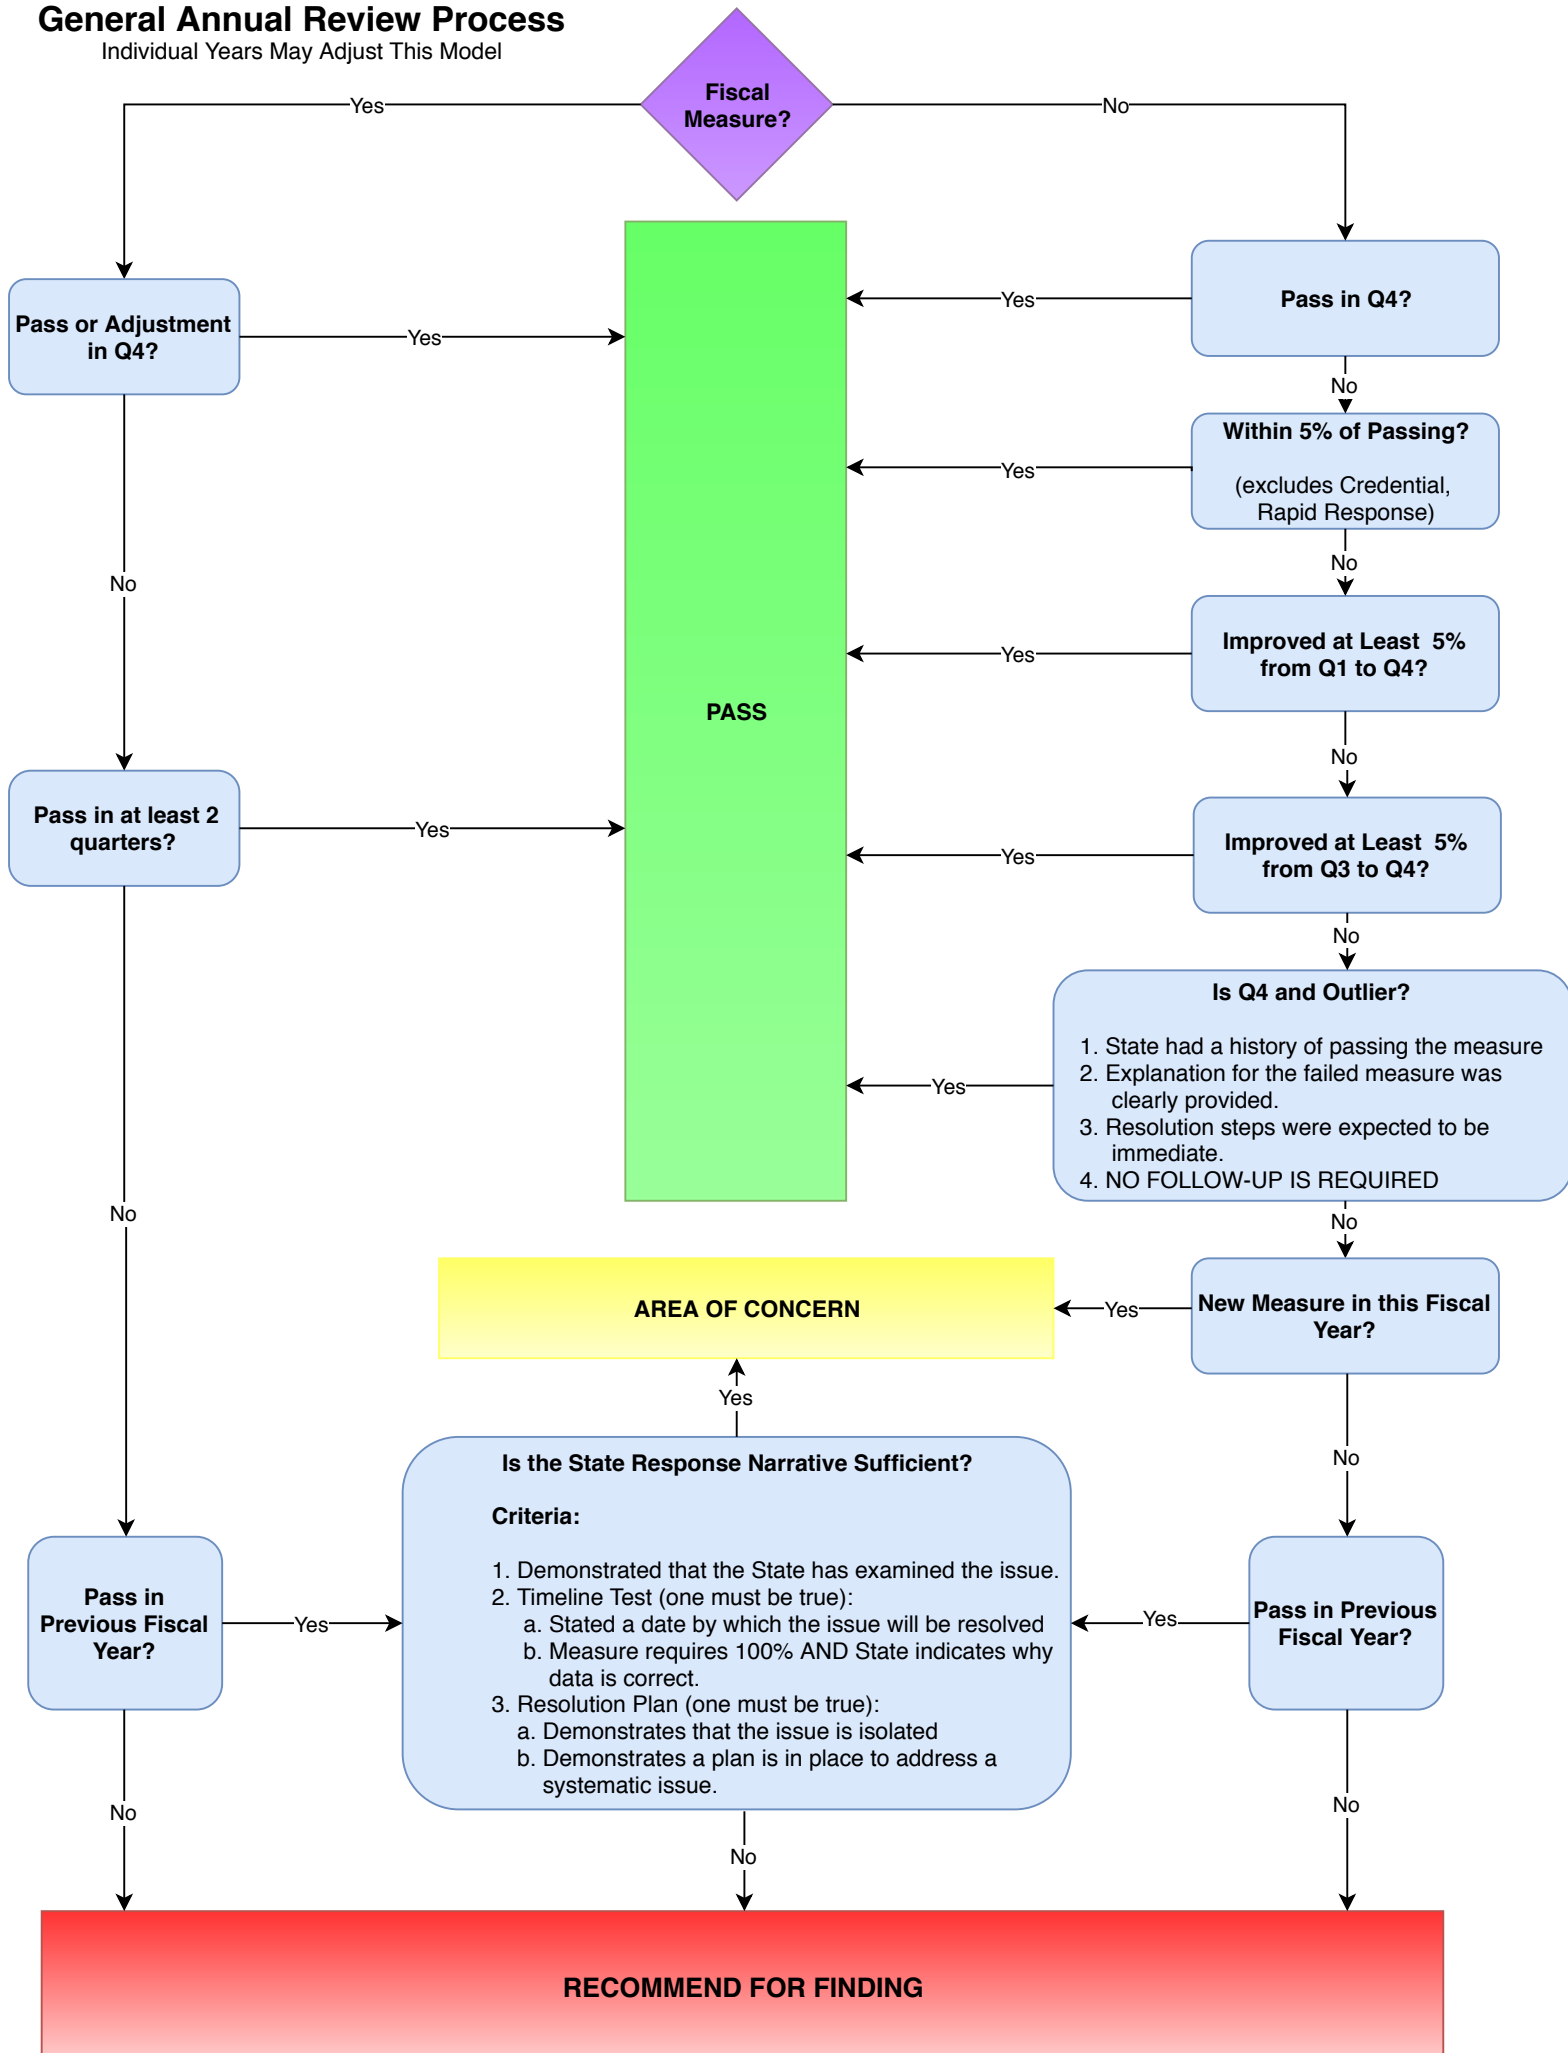 General Annual Review Process
Individual Years May Adjust This Model
Fiscal
Measure?
Yes
No
Pass or Adjustment
in Q4?
Yes
No
Pass in at least 2
quarters?
Yes
No
Pass in
Previous Fiscal
Year?
Yes
No
PASS
Pass in Q4?
Yes
No
Within 5% of Passing?
(excludes Credential,
Rapid Response)
Yes
No
Improved at Least  5%
from Q1 to Q4?
Yes
No
Improved at Least  5%
from Q3 to Q4?
Yes
No
Is Q4 and Outlier?
1. State had a history of passing the measure
2. Explanation for the failed measure was
clearly provided.
3. Resolution steps were expected to be
immediate.
4. NO FOLLOW-UP IS REQUIRED
Yes
No
New Measure in this Fiscal
Year?
Yes
No
AREA OF CONCERN
Yes
Is the State Response Narrative Sufficient?
Criteria:
1. Demonstrated that the State has examined the issue.
2. Timeline Test (one must be true):
a. Stated a date by which the issue will be resolved
b. Measure requires 100% AND State indicates why
data is correct.
3. Resolution Plan (one must be true):
a. Demonstrates that the issue is isolated
b. Demonstrates a plan is in place to address a
systematic issue.
No
Pass in Previous
Fiscal Year?
Yes
No
RECOMMEND FOR FINDING